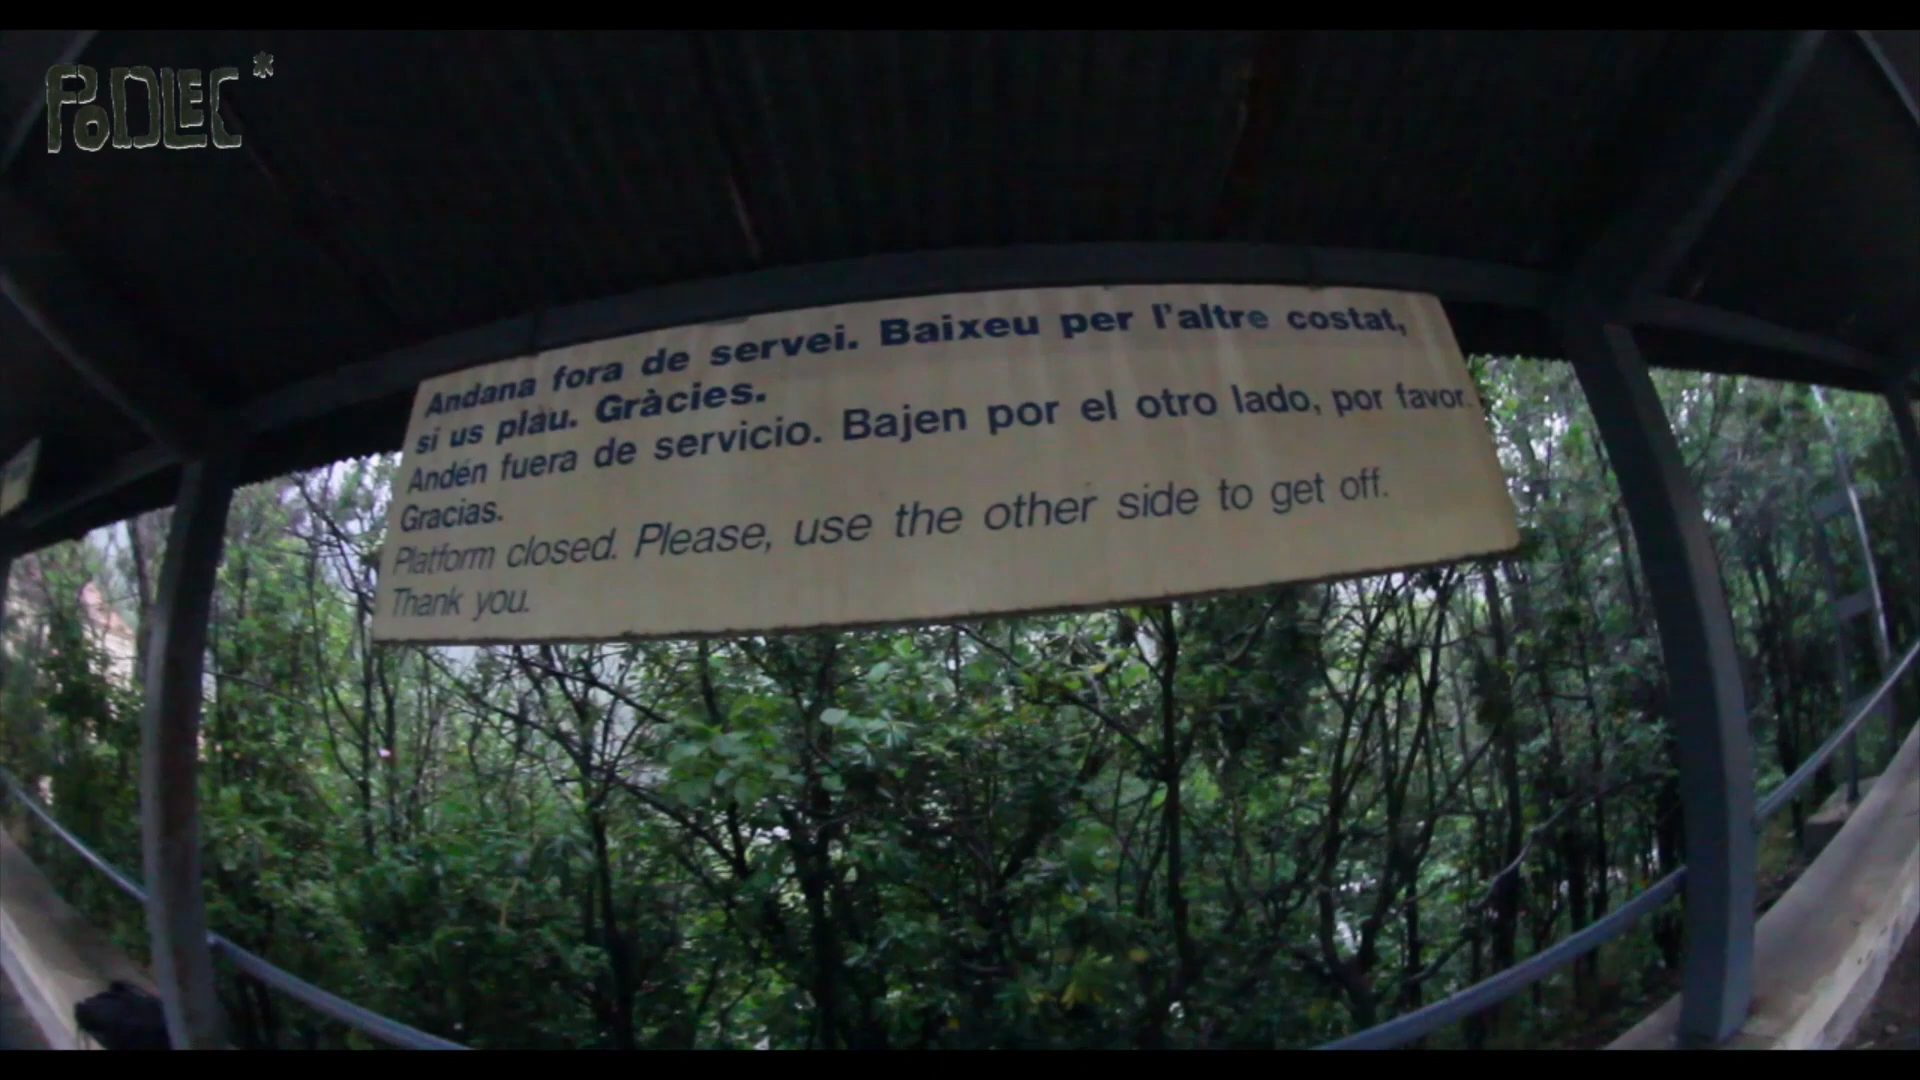 PoDLEC*
Andana fora de servei. Baixeu per l'altre costat,
si us plau. Gràcies.
Andén fuera de servicio. Bajen por el otro lado, por favor.
Gracias.
Platform closed. Please, use the other side to get off.
Thank you.